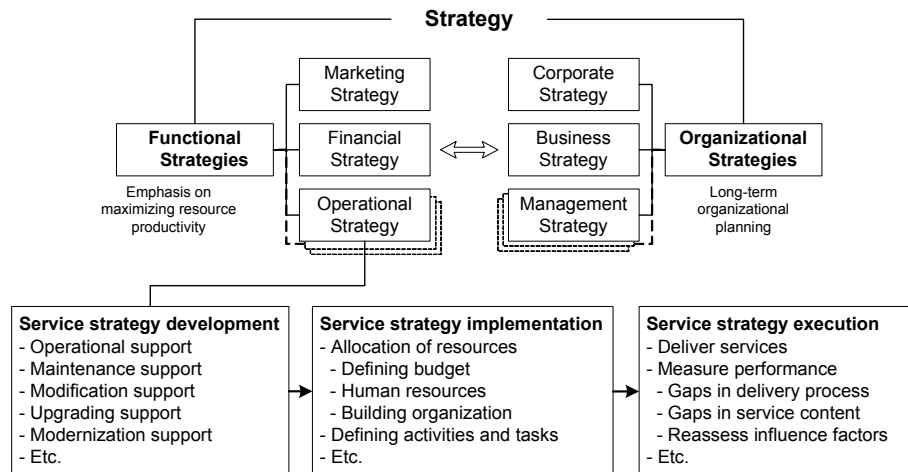 Strategy
Marketing
Strategy
Corporate
Strategy
Functional
Strategies
Financial
Strategy
Business
Strategy
Organizational
Strategies
Emphasis on
maximizing resource
productivity
Operational
Strategy
Management
Strategy
Long-term
organizational
planning
Service strategy development
- Operational support
- Maintenance support
- Modification support
- Upgrading support
- Modernization support
- Etc.
Service strategy implementation
- Allocation of resources
- Defining budget
- Human resources
- Building organization
- Defining activities and tasks
- Etc.
Service strategy execution
- Deliver services
- Measure performance
- Gaps in delivery process
- Gaps in service content
- Reassess influence factors
- Etc.